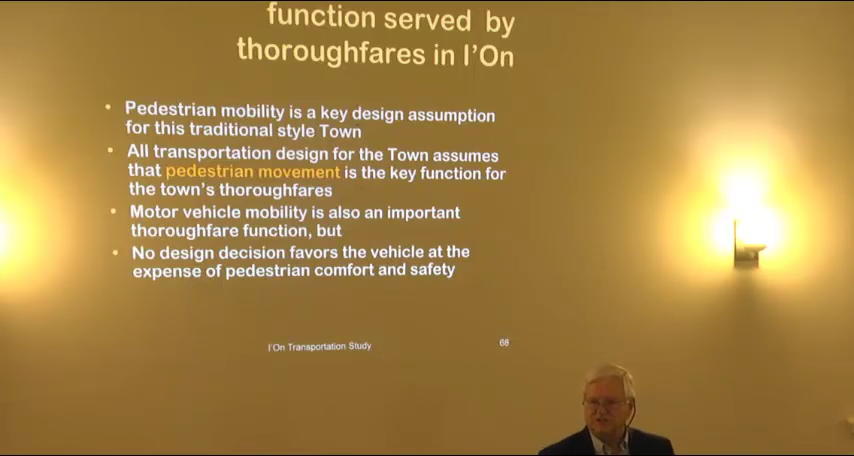 function served by
thoroughfares in I'On
• Pedestrian mobility is a key design assumption
for this traditional style Town
• All transportation design for the Town assumes
that pedestrian movement is the key function for
the town's thoroughfares
• Motor vehicle mobility is also an important
thoroughfare function, but
• No design decision favors the vehicle at the
expense of pedestrian comfort and safety
I'On Transportation Study
68